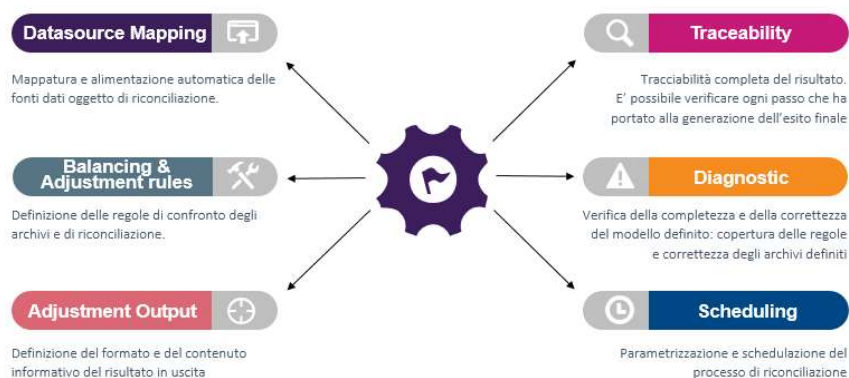 Datasource Mapping
Mappatura e alimentazione automatica delle
fonti dati oggetto di riconciliazione.
Balancing &
Adjustment rules
Definizione delle regole di confronto degli
archivi e di riconciliazione.
Adjustment Output
Definizione del formato e del contenuto
informativo del risultato in uscita
Traceability
Tracciabilità completa del risultato.
E’ possibile verificare ogni passo che ha
portato alla generazione dell’esito finale
Diagnostic
Verifica della completezza e della correttezza
del modello definito: copertura delle regole
e correttezza degli archivi definiti
Scheduling
Parametrizzazione e schedulazione del
processo di riconciliazione